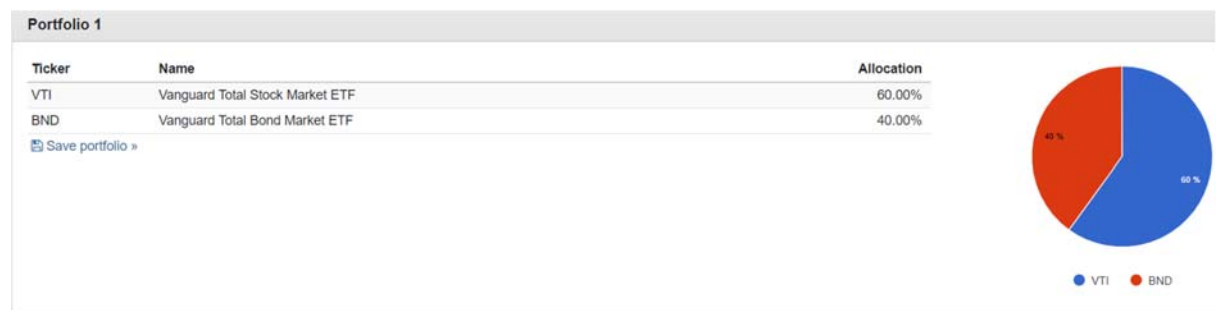 Portfolio 1
Ticker Name Allocation
VTI Vanguard Total Stock Market ETF 60.00%
BND Vanguard Total Bond Market ETF 40.00%
Save portfolio »
40 %
60 %
VTI BND